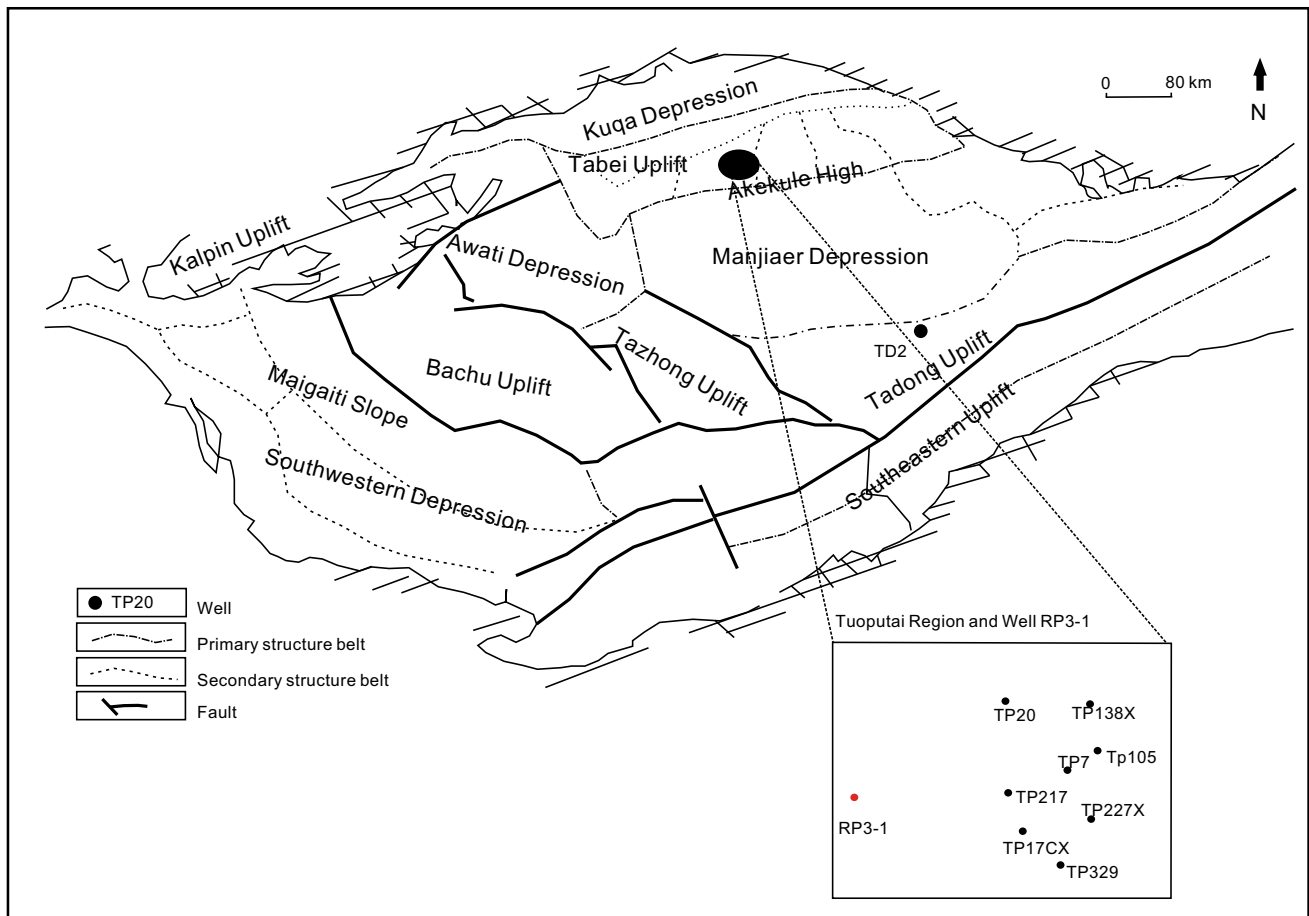 0 80 km
N
Kuqa Depression
Tabei Uplift
Akekule High
Kalpin Uplift
Awati Depression
Manjiaer Depression
TD2
Tazhong Uplift
Tadong Uplift
Bachu Uplift
Maigaiti Slope
Southeastern Uplift
Southwestern Depression
TP20
Well
Primary structure belt
Secondary structure belt
Fault
Tuoputai Region and Well RP3-1
TP20
TP138X
Tp105
TP7
TP217
TP227X
RP3-1
TP17CX
TP329